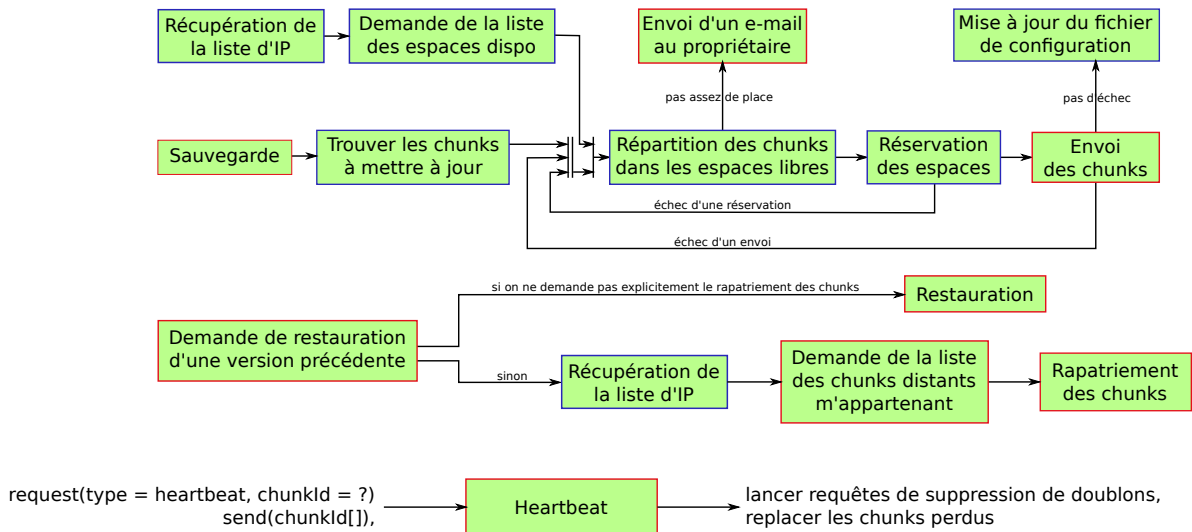 Récupération de
la liste d'IP
Demande de la liste
des espaces dispo
Envoi d'un e-mail
au propriétaire
Mise à jour du fichier
de configuration
pas assez de place
pas d'échec
Sauvegarde
Trouver les chunks
à mettre à jour
Répartition des chunks
dans les espaces libres
Réservation
des espaces
Envoi
des chunks
échec d'une réservation
échec d'un envoi
si on ne demande pas explicitement le rapatriement des chunks
Restauration
Demande de restauration
d'une version précédente
sinon
Récupération de
la liste d'IP
Demande de la liste
des chunks distants
m'appartenant
Rapatriement
des chunks
request(type = heartbeat, chunkId = ?)
send(chunkId[]),
Heartbeat
lancer requêtes de suppression de doublons,
replacer les chunks perdus